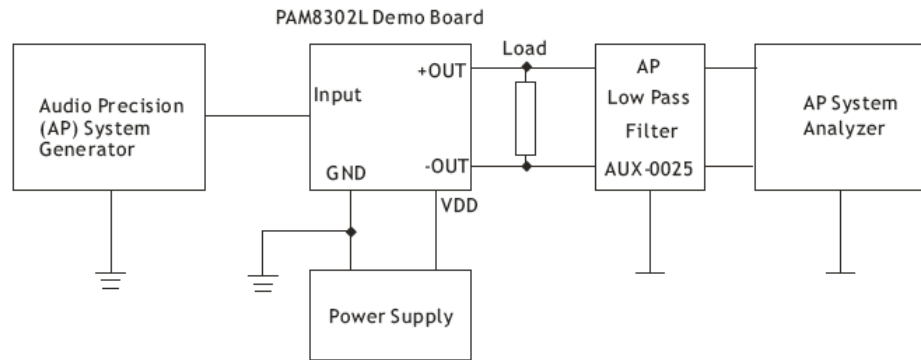 PAM8302L Demo Board
Audio Precision
(AP) System
Generator
Input
+OUT
-OUT
GND
VDD
Load
AP
Low Pass
Filter
AUX-0025
AP System
Analyzer
Power Supply